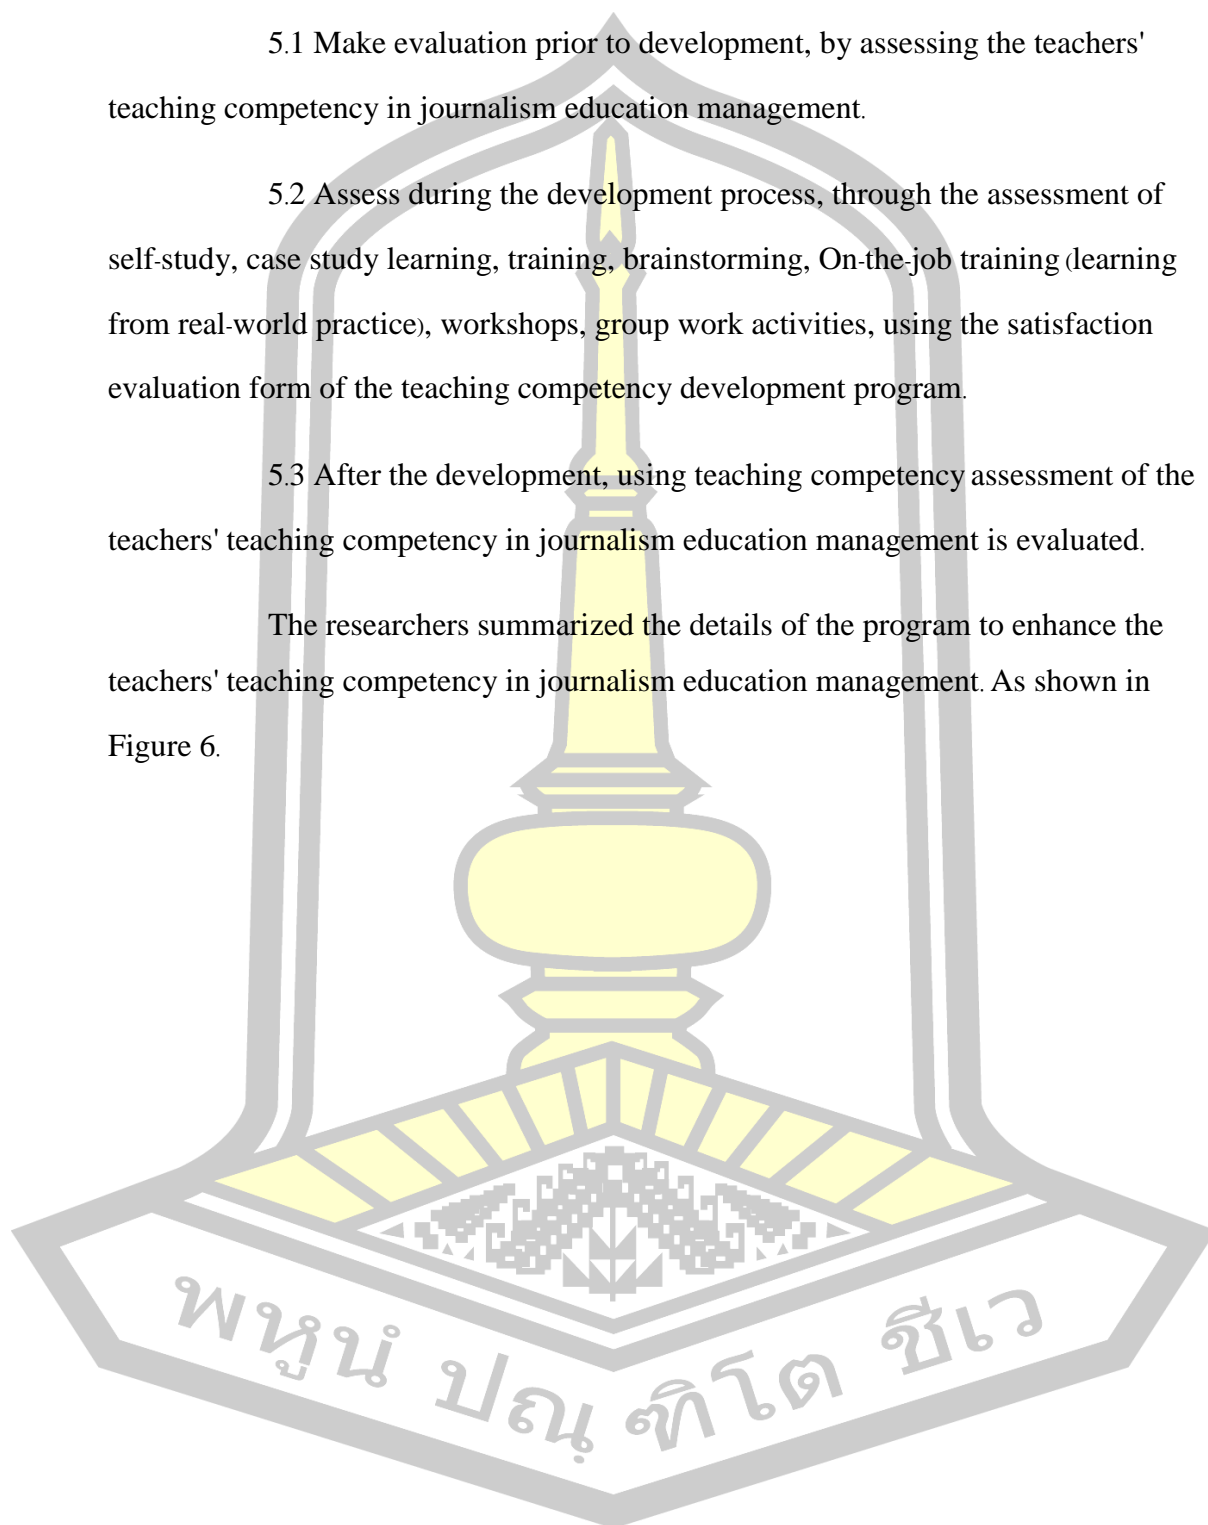 5.1 Make evaluation prior to development, by assessing the teachers'
teaching competency in journalism education management.
5.2 Assess during the development process, through the assessment of
self-study, case study learning, training, brainstorming, On-the-job training (learning
from real-world practice), workshops, group work activities, using the satisfaction
evaluation form of the teaching competency development program.
5.3 After the development, using teaching competency assessment of the
teachers' teaching competency in journalism education management is evaluated.
The researchers summarized the details of the program to enhance the
teachers' teaching competency in journalism education management. As shown in
Figure 6.
พหูนํ ปณฺฑิโต ชีเว